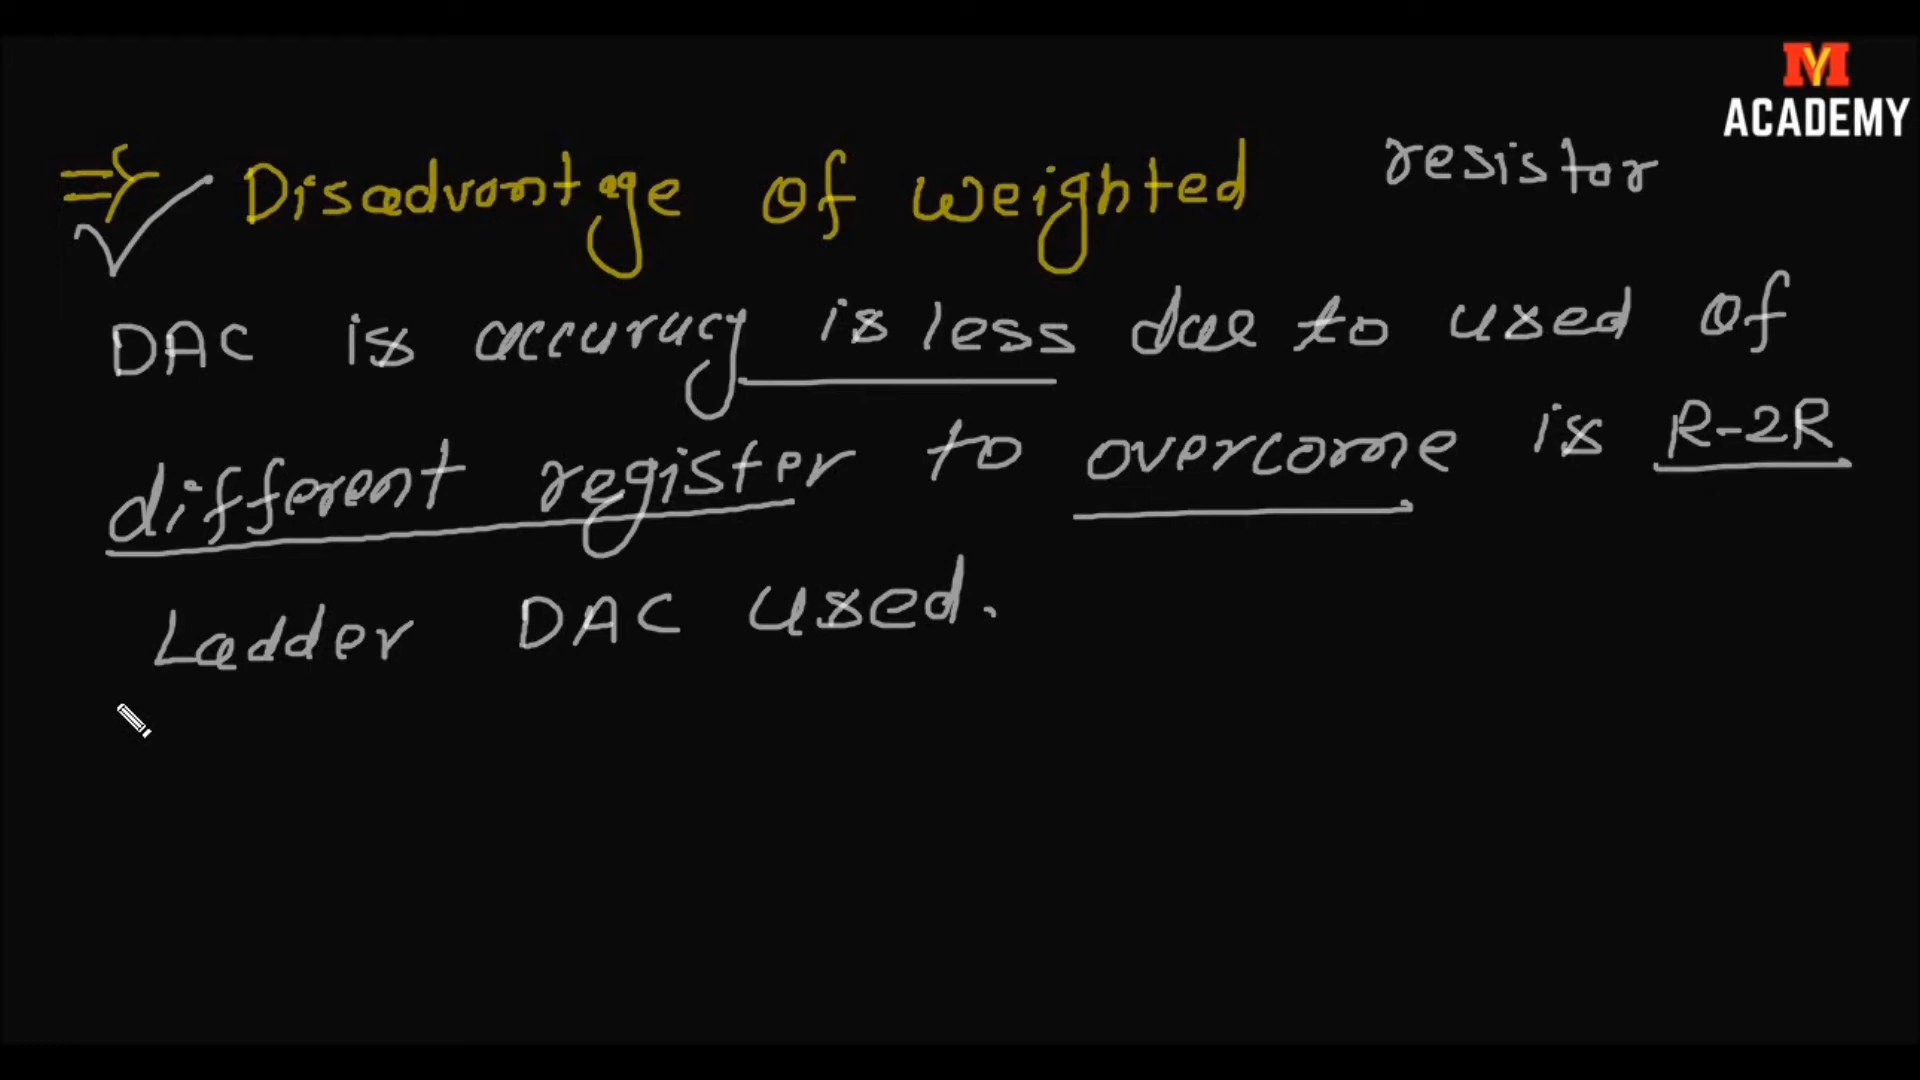 MY
ACADEMY
⇒ Disadvantage of weighted resistor
DAC is accuracy is less due to used of
different register to overcome is R-2R
Ladder DAC used.